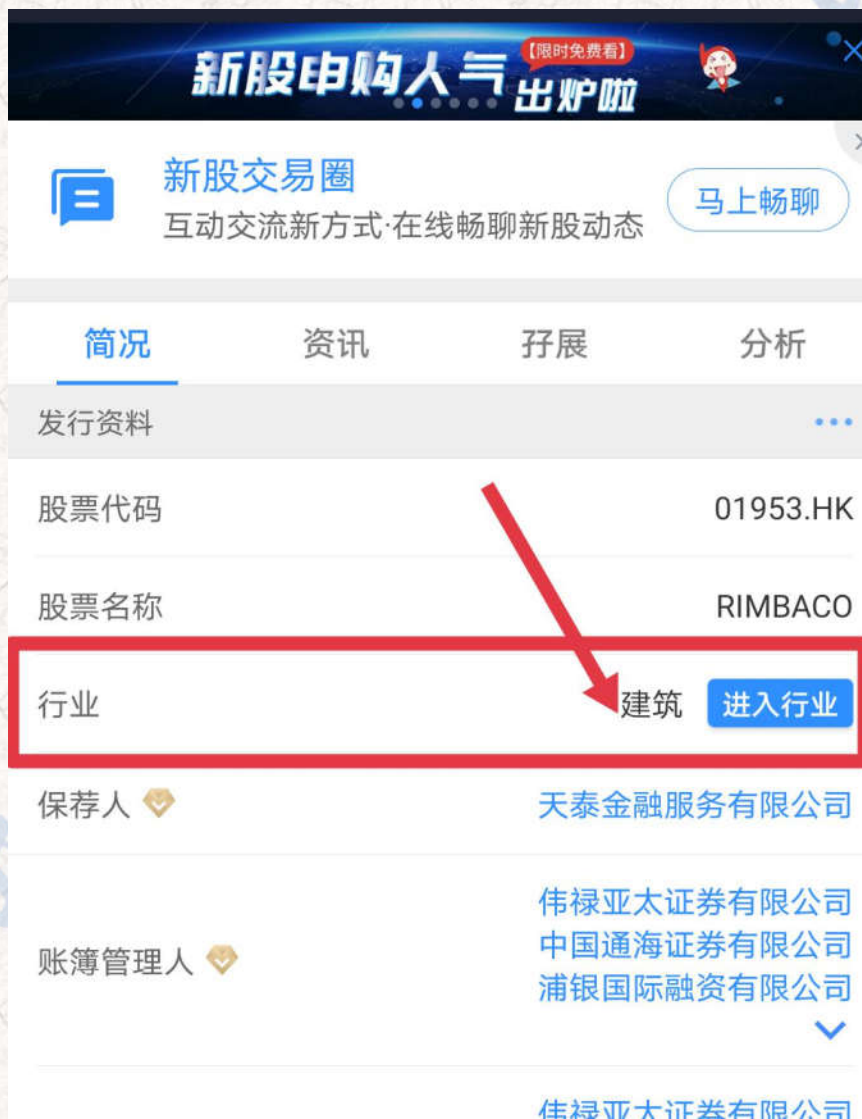 新股申购人气
【限时免费看】
出炉啦
新股交易圈
互动交流新方式·在线畅聊新股动态
马上畅聊
简况 资讯 孖展 分析
发行资料
股票代码 01953.HK
股票名称 RIMBACO
行业 建筑 进入行业
保荐人 天泰金融服务有限公司
伟禄亚太证券有限公司
账簿管理人 中国通海证券有限公司
浦银国际融资有限公司
伟禄亚太证券有限公司